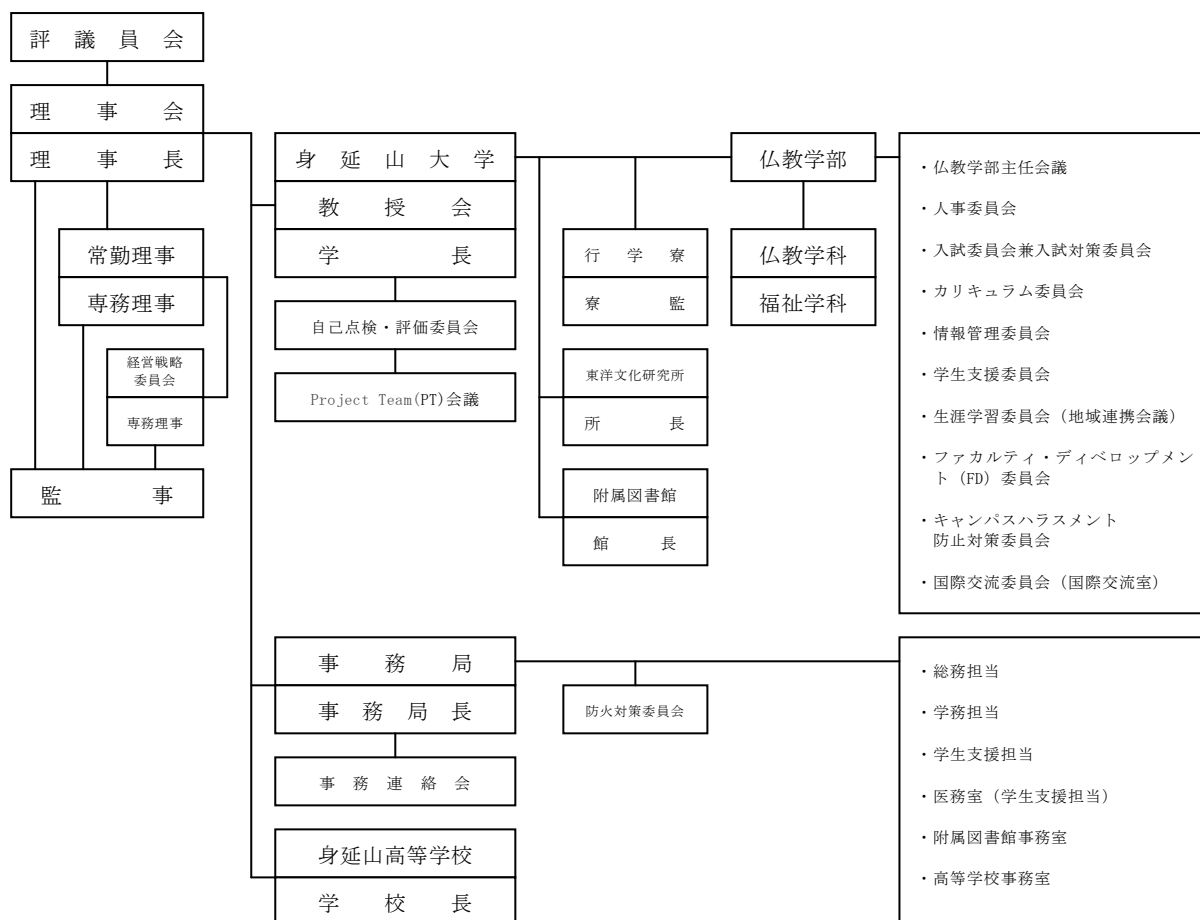 評議員会
理事会
理事長
常勤理事
専務理事
経営戦略
委員会
専務理事
監事
身延山大学
教授会
学長
自己点検・評価委員会
Project Team(PT)会議
行学寮
寮監
東洋文化研究所
所長
附属図書館
館長
仏教学部
仏教学科
福祉学科
・仏教学部主任会議
・人事委員会
・入試委員会兼入試対策委員会
・カリキュラム委員会
・情報管理委員会
・学生支援委員会
・生涯学習委員会（地域連携会議）
・ファカルティ・ディベロップメン
ト（FD）委員会
・キャンパスハラスメント
防止対策委員会
・国際交流委員会（国際交流室）
事務局
事務局長
事務連絡会
防火対策委員会
・総務担当
・学務担当
・学生支援担当
・医務室（学生支援担当）
・附属図書館事務室
・高等学校事務室
身延山高等学校
学校長